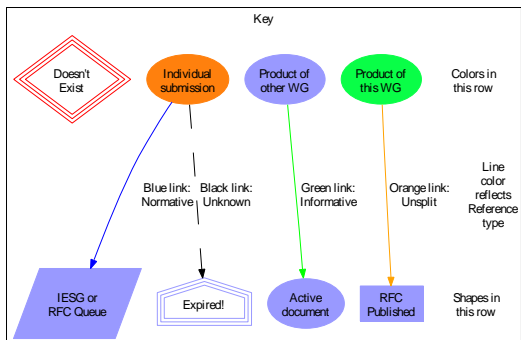 Key
Doesn't
Exist
Individual
submission
Product of
other WG
Product of
this WG
Colors in
this row
Blue link:
Normative
Black link:
Unknown
Green link:
Informative
Orange link:
Unsplit
Line
color
reflects
Reference
type
IESG or
RFC Queue
Expired!
Active
document
RFC
Published
Shapes in
this row